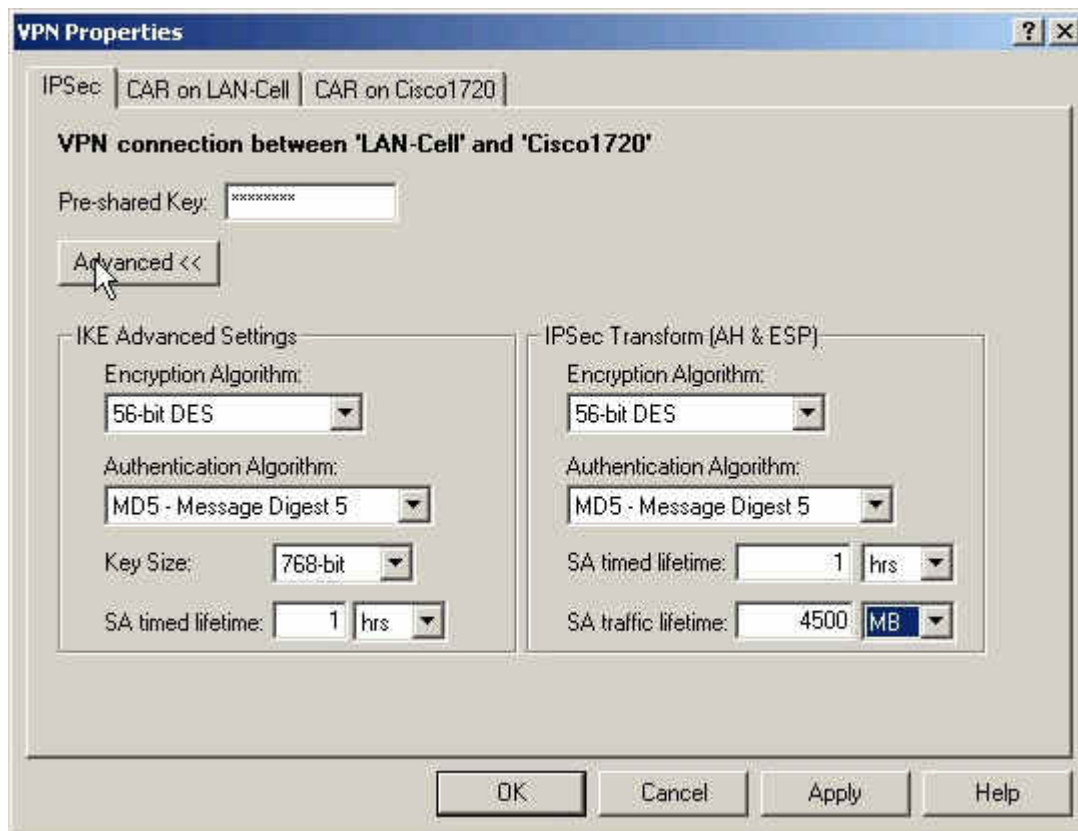 VPN Properties
IPSec CAR on LAN-Cell CAR on Cisco1720
VPN connection between 'LAN-Cell' and 'Cisco1720'
Pre-shared Key: ********
Advanced <<
IKE Advanced Settings
Encryption Algorithm:
56-bit DES
Authentication Algorithm:
MD5 - Message Digest 5
Key Size: 768-bit
SA timed lifetime: 1 hrs
IPSec Transform (AH & ESP)
Encryption Algorithm:
56-bit DES
Authentication Algorithm:
MD5 - Message Digest 5
SA timed lifetime: 1 hrs
SA traffic lifetime: 4500 MB
OK Cancel Apply Help